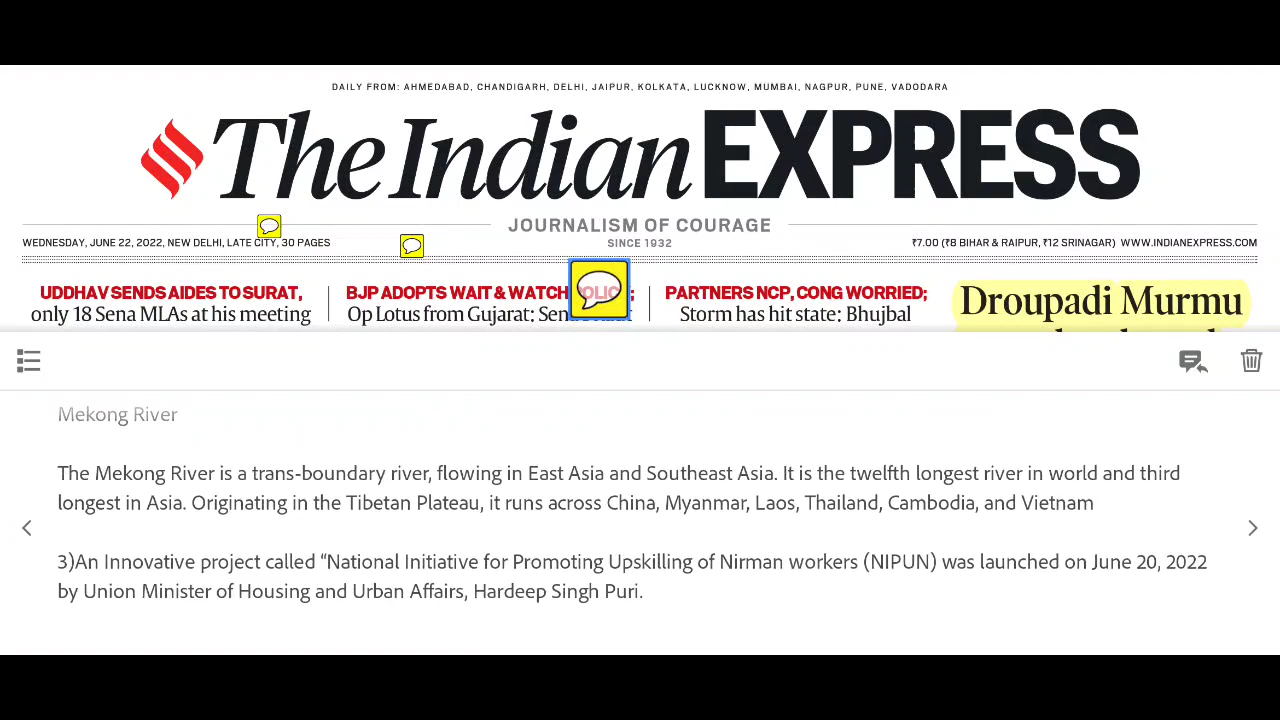 DAILY FROM: AHMEDABAD, CHANDIGARH, DELHI, JAIPUR, KOLKATA, LUCKNOW, MUMBAI, NAGPUR, PUNE, VADODARA
The Indian EXPRESS
JOURNALISM OF COURAGE
WEDNESDAY, JUNE 22, 2022, NEW DELHI, LATE CITY, 30 PAGES
SINCE 1932
₹7.00 (₹8 BIHAR & RAIPUR, ₹12 SRINAGAR) WWW.INDIANEXPRESS.COM
UDDHAV SENDS AIDES TO SURAT,
only 18 Sena MLAs at his meeting
BJP ADOPTS WAIT & WATCH POLICY;
Op Lotus from Gujarat:
PARTNERS NCP, CONG WORRIED;
Storm has hit state: Bhujbal
Droupadi Murmu
Mekong River
The Mekong River is a trans-boundary river, flowing in East Asia and Southeast Asia. It is the twelfth longest river in world and third
longest in Asia. Originating in the Tibetan Plateau, it runs across China, Myanmar, Laos, Thailand, Cambodia, and Vietnam
3)An Innovative project called “National Initiative for Promoting Upskilling of Nirman workers (NIPUN) was launched on June 20, 2022
by Union Minister of Housing and Urban Affairs, Hardeep Singh Puri.